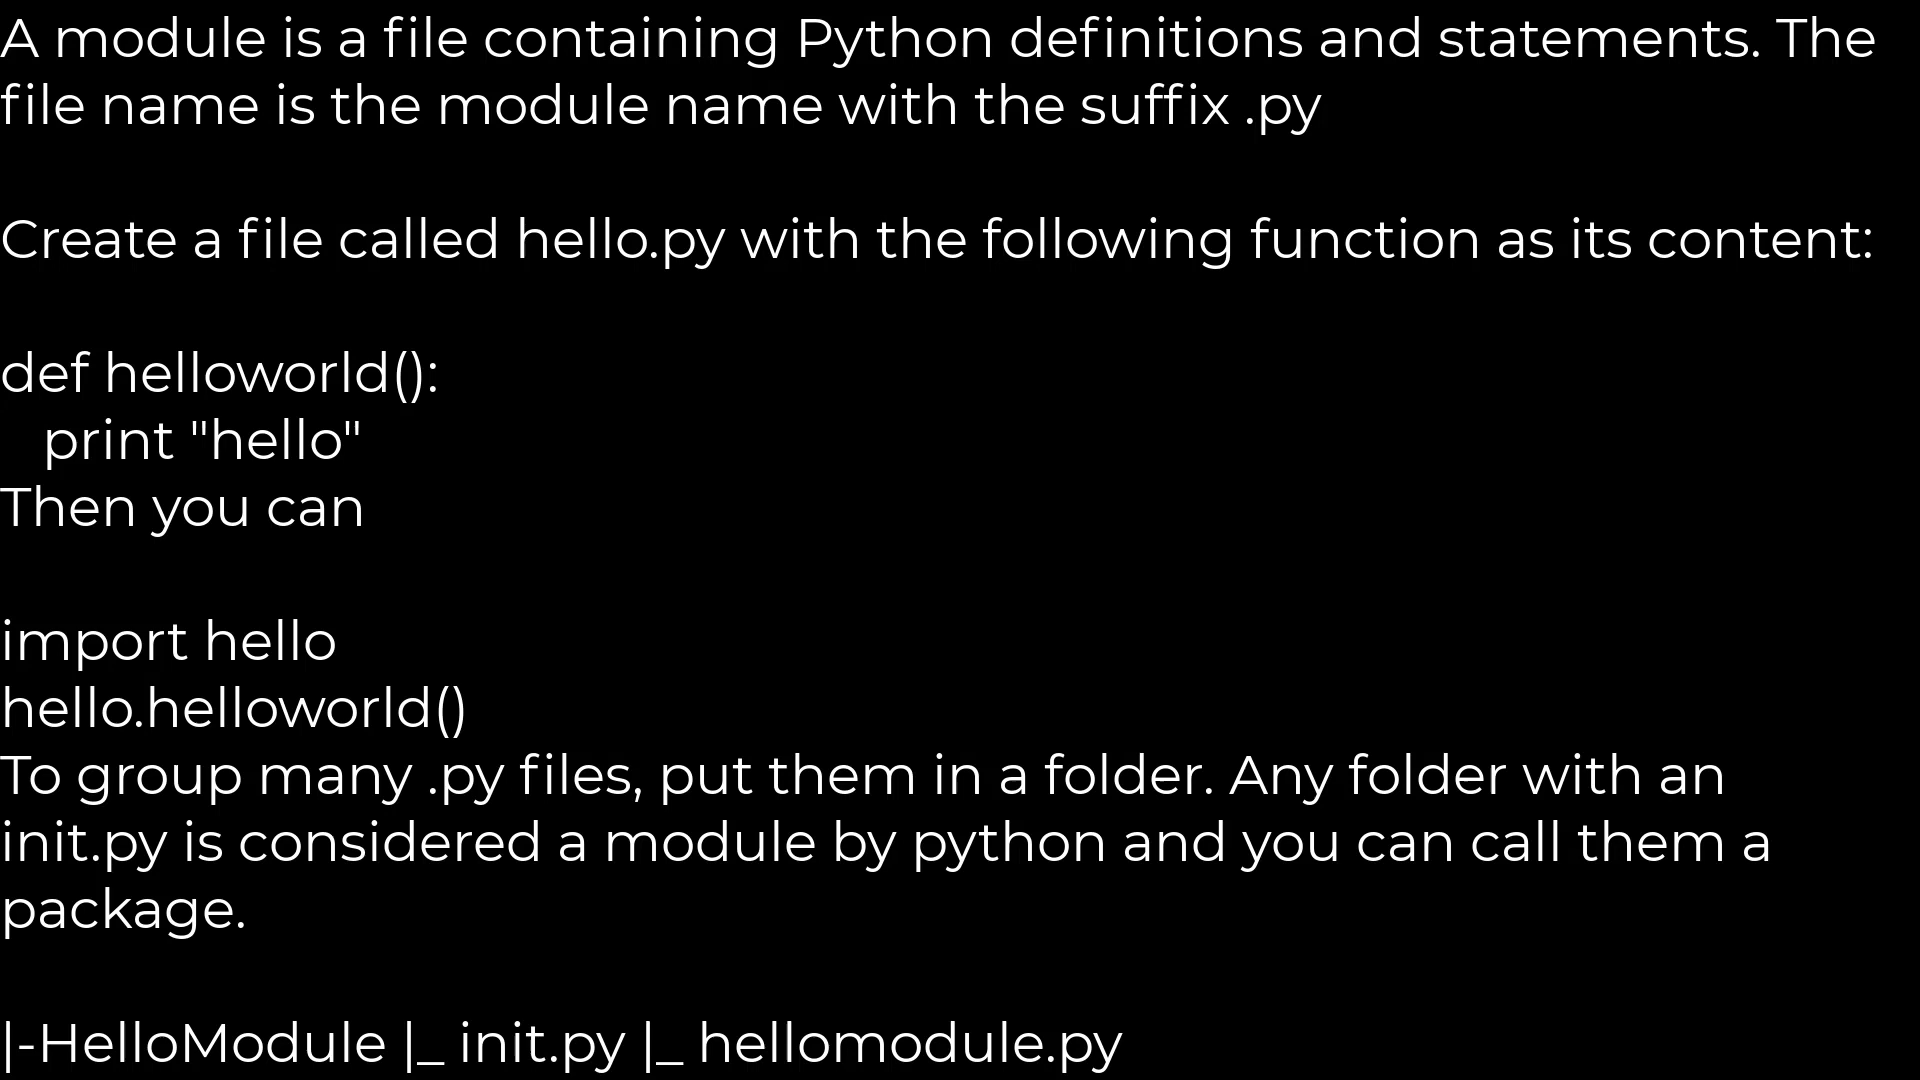 A module is a file containing Python definitions and statements. The
file name is the module name with the suffix .py
Create a file called hello.py with the following function as its content:
def helloworld():
   print "hello"
Then you can
import hello
hello.helloworld()
To group many .py files, put them in a folder. Any folder with an
init.py is considered a module by python and you can call them a
package.
|-HelloModule |_ init.py |_ hellomodule.py